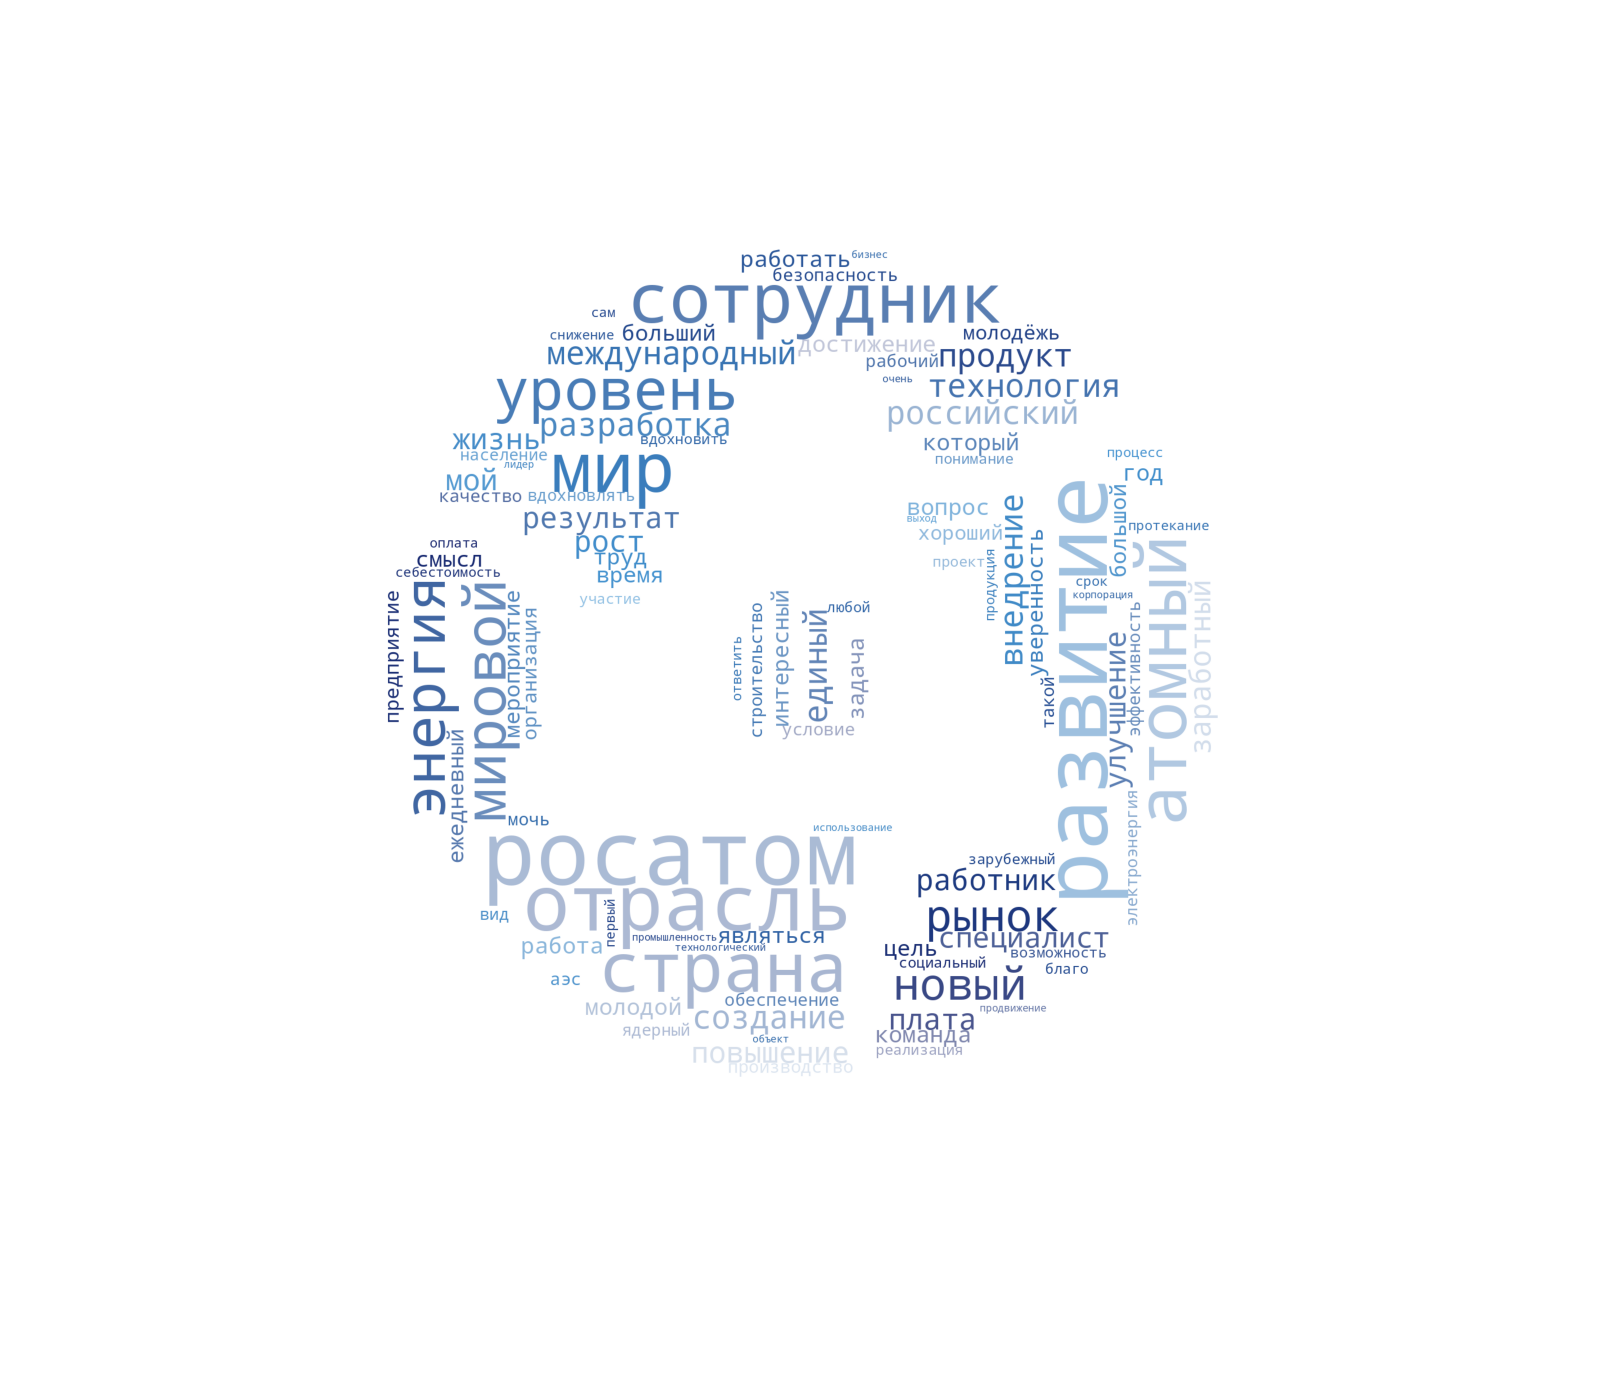 работать
бизнес
безопасность
сотрудник
сам
снижение
больший
молодёжь
международный
достижение
рабочий
продукт
очень
технология
уровень
российский
разработка
жизнь
вдохновить
который
население
понимание
лидер
мир
процесс
год
мой
качество
вдохновлять
результат
вопрос
выход
хороший
внедрение
развитие
большой
протекание
рост
оплата
смысл
труд
себестоимость
время
проект
продукция
уверенность
срок
корпорация
атомный
заработный
участие
предприятие
энергия
мировой
мероприятие
организация
ответить
строительство
интересный
единый
любой
задача
условие
такой
улучшение
эффективность
ежедневный
электроэнергия
мочь
росатом
использование
зарубежный
работник
отрасль
вид
первый
рынок
промышленность
являться
технологический
специалист
работа
цель
возможность
социальный
благо
страна
аэс
новый
молодой
обеспечение
создание
продвижение
плата
ядерный
объект
команда
повышение
реализация
производство